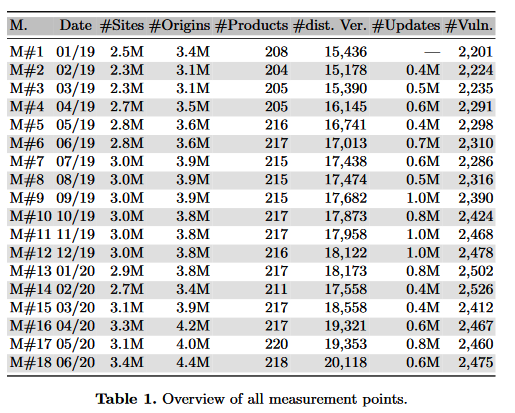 M. Date #Sites #Origins #Products #dist. Ver. #Updates #Vuln.
M#1 01/19 2.5M 3.4M 208 15,436 — 2,201
M#2 02/19 2.3M 3.1M 204 15,178 0.4M 2,224
M#3 03/19 2.3M 3.1M 205 15,390 0.5M 2,235
M#4 04/19 2.7M 3.5M 205 16,145 0.6M 2,291
M#5 05/19 2.8M 3.6M 216 16,741 0.4M 2,298
M#6 06/19 2.8M 3.6M 217 17,013 0.7M 2,310
M#7 07/19 3.0M 3.9M 215 17,438 0.6M 2,286
M#8 08/19 3.0M 3.9M 215 17,474 0.5M 2,316
M#9 09/19 3.0M 3.9M 215 17,682 1.0M 2,390
M#10 10/19 3.0M 3.8M 217 17,873 0.8M 2,424
M#11 11/19 3.0M 3.8M 217 17,958 1.0M 2,468
M#12 12/19 3.0M 3.8M 216 18,122 1.0M 2,478
M#13 01/20 2.9M 3.8M 217 18,173 0.8M 2,502
M#14 02/20 2.7M 3.4M 211 17,558 0.4M 2,526
M#15 03/20 3.1M 3.9M 217 18,558 0.4M 2,412
M#16 04/20 3.3M 4.2M 217 19,321 0.6M 2,467
M#17 05/20 3.1M 4.0M 220 19,353 0.8M 2,460
M#18 06/20 3.4M 4.4M 218 20,118 0.6M 2,475
Table 1. Overview of all measurement points.